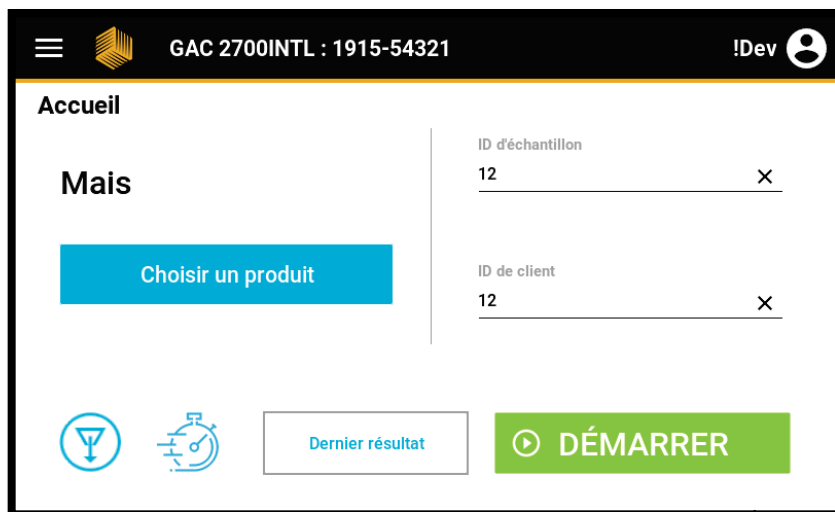 GAC 2700INTL : 1915-54321
!Dev
Accueil
Mais
Choisir un produit
ID d'échantillon
12
ID de client
12
Dernier résultat
DÉMARRER